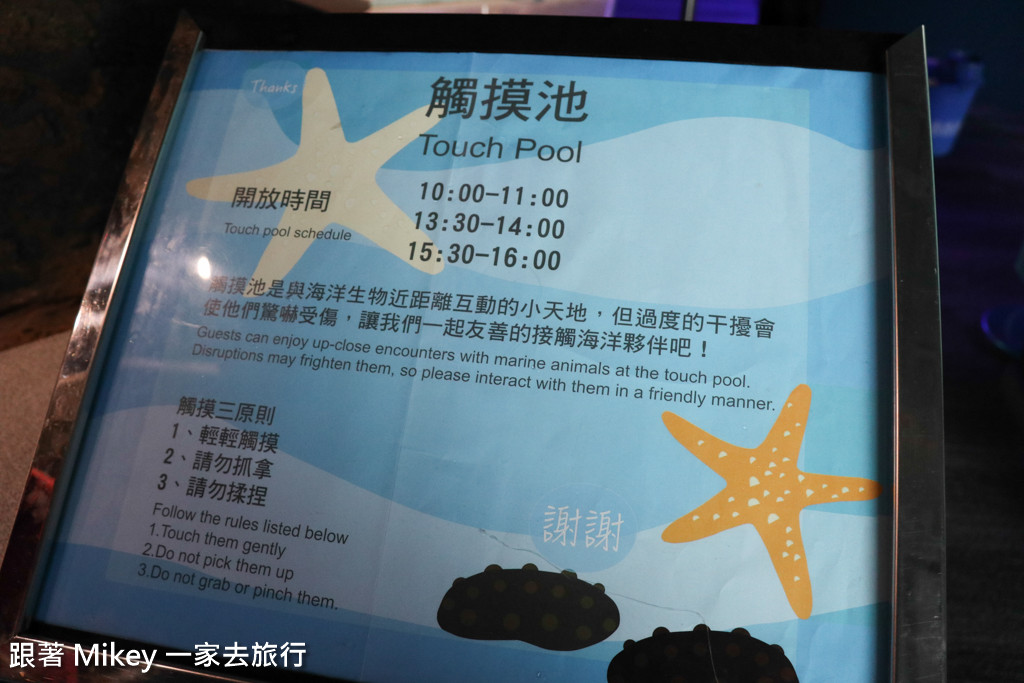 Thanks
觸摸池
Touch Pool
開放時間
Touch pool schedule
10:00-11:00
13:30-14:00
15:30-16:00
觸摸池是與海洋生物近距離互動的小天地，但過度的干擾會
使他們驚嚇受傷，讓我們一起友善的接觸海洋夥伴吧！
Guests can enjoy up-close encounters with marine animals at the touch pool.
Disruptions may frighten them, so please interact with them in a friendly manner.
觸摸三原則
1、輕輕觸摸
2、請勿抓拿
3、請勿揉捏
Follow the rules listed below
1.Touch them gently
2.Do not pick them up
3.Do not grab or pinch them.
謝謝
跟著 Mikey 一家去旅行